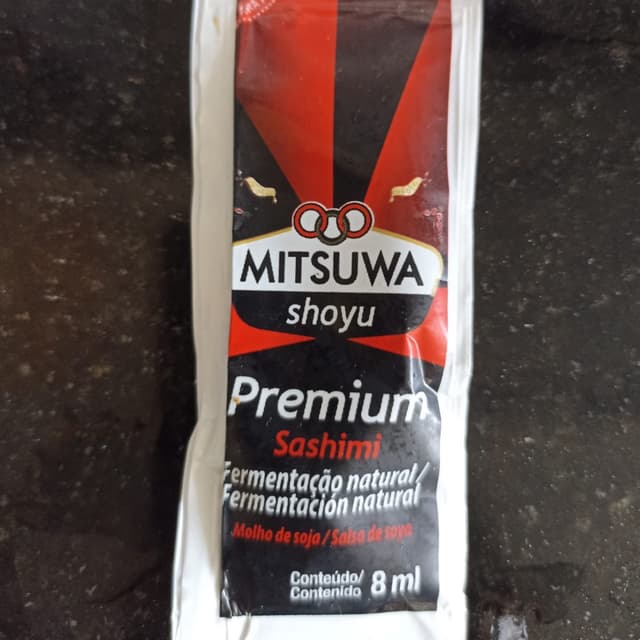 MITSUWA
shoyu
Premium
Sashimi
Fermentação natural/
Fermentación natural
Molho de soja / Salsa de soya
Conteúdo/
Contenido 8 ml